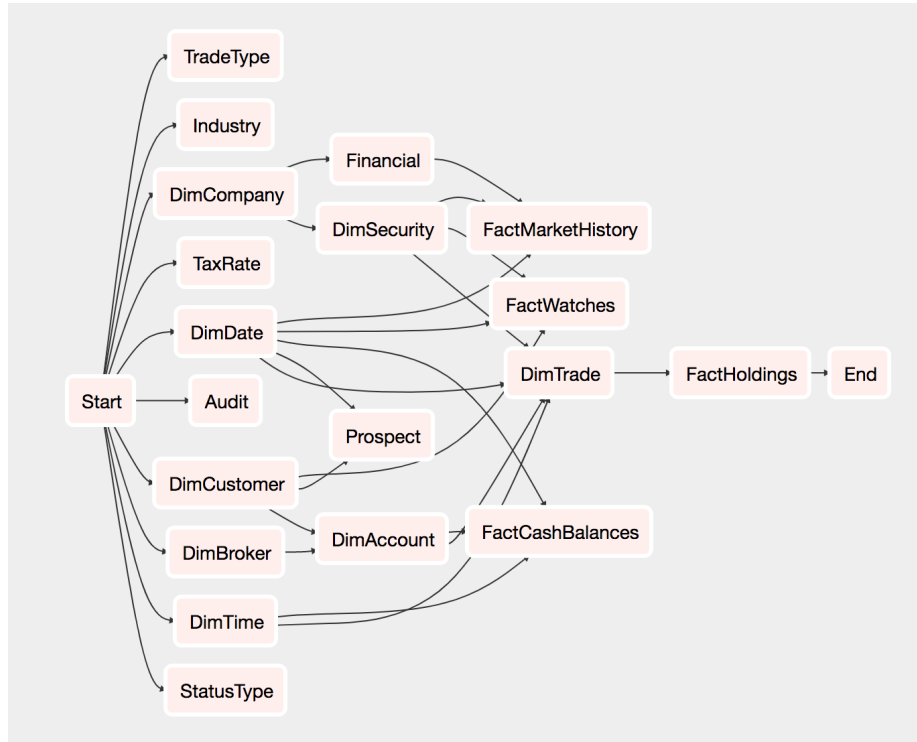 TradeType
Industry
Financial
DimCompany
DimSecurity
FactMarketHistory
TaxRate
FactWatches
DimDate
DimTrade
FactHoldings
End
Start
Audit
Prospect
DimCustomer
DimAccount
FactCashBalances
DimBroker
DimTime
StatusType